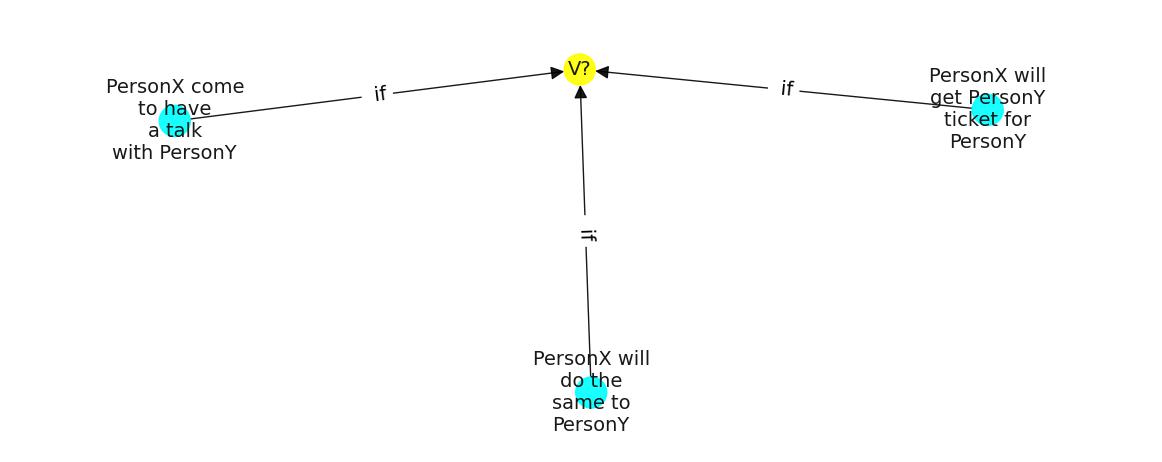 V?
PersonX come
to have
a talk
with PersonY
if
if
PersonX will
get PersonY
ticket for
PersonY
if
PersonX will
do the
same to
PersonY